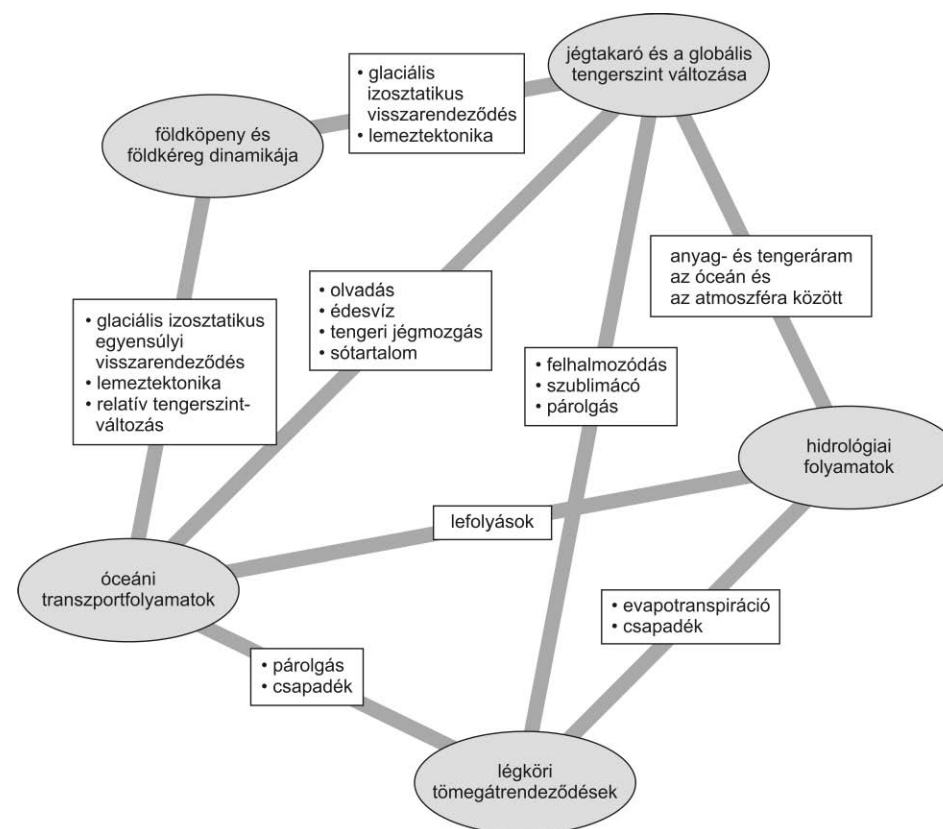 jégtakaró és a globális
tengerszint változása
• glaciális
izosztatikus
visszarendeződés
• lemeztektonika
földköpeny és
földkéreg dinamikája
anyag- és tengeráram
az óceán és
az atmoszféra között
• olvadás
• édesvíz
• tengeri jégmozgás
• sótartalom
• glaciális izosztatikus
egyensúlyi
visszarendeződés
• lemeztektonika
• relatív tengerszint-
változás
• felhalmozódás
• szublimácó
• párolgás
hidrológiai
folyamatok
lefolyások
óceáni
transzportfolyamatok
• evapotranspiráció
• csapadék
• párolgás
• csapadék
légköri
tömegátrendeződések